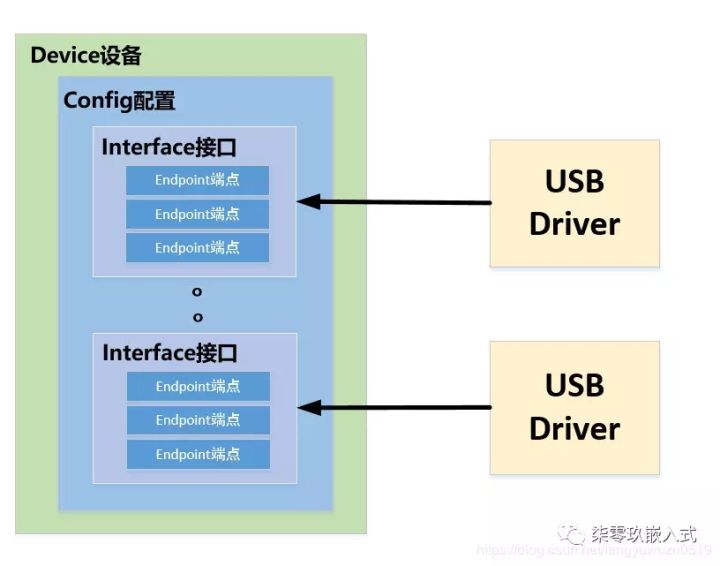 Device设备
Config配置
Interface接口
Endpoint端点
Endpoint端点
Endpoint端点
USB
Driver
Interface接口
Endpoint端点
Endpoint端点
Endpoint端点
USB
Driver
柒零玖嵌入式